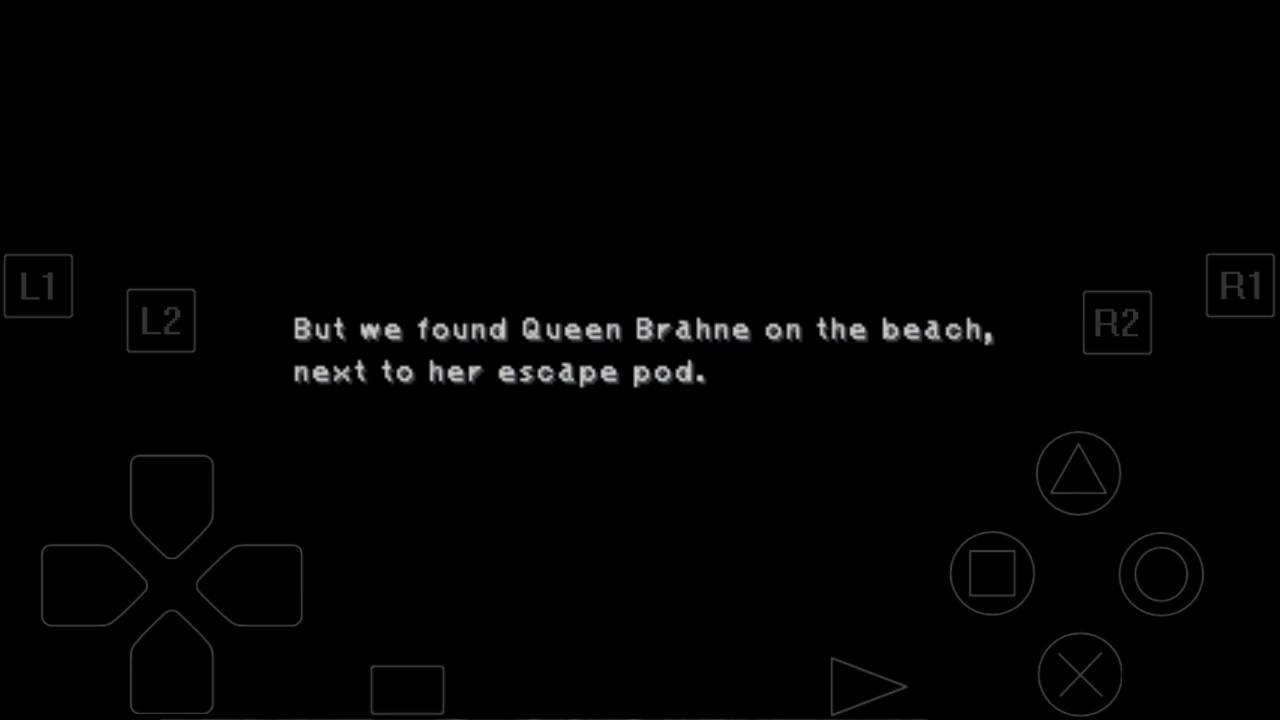 L1
R1
L2
R2
But we found Queen Brahne on the beach,
next to her escape pod.